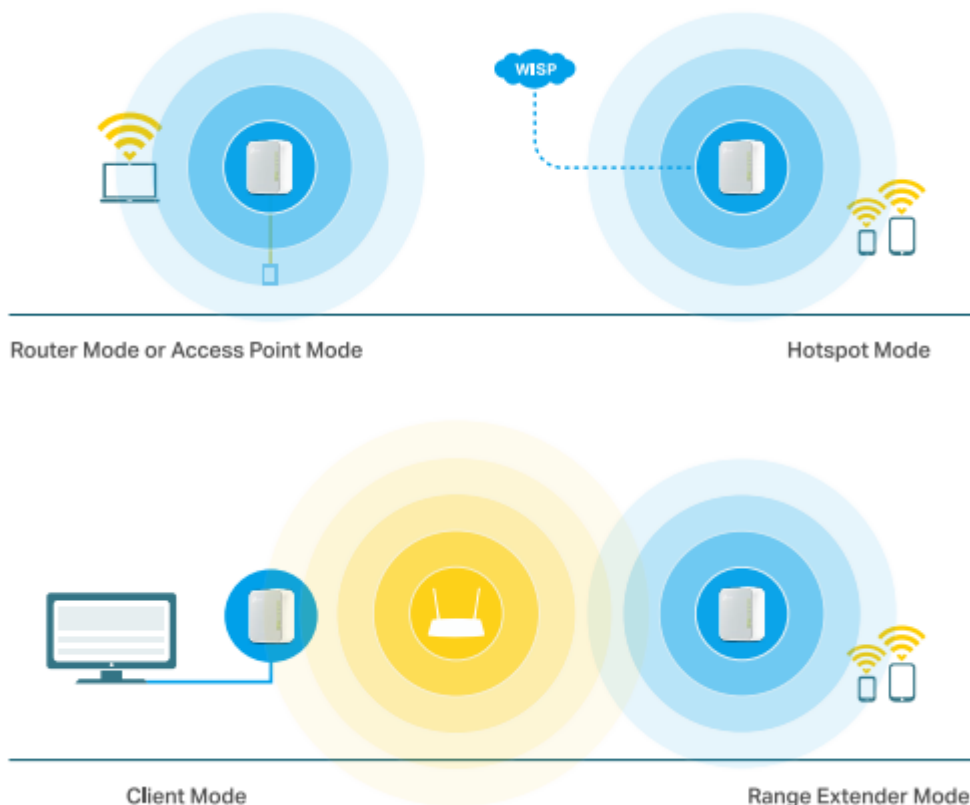 WISP
Router Mode or Access Point Mode
Hotspot Mode
Client Mode
Range Extender Mode